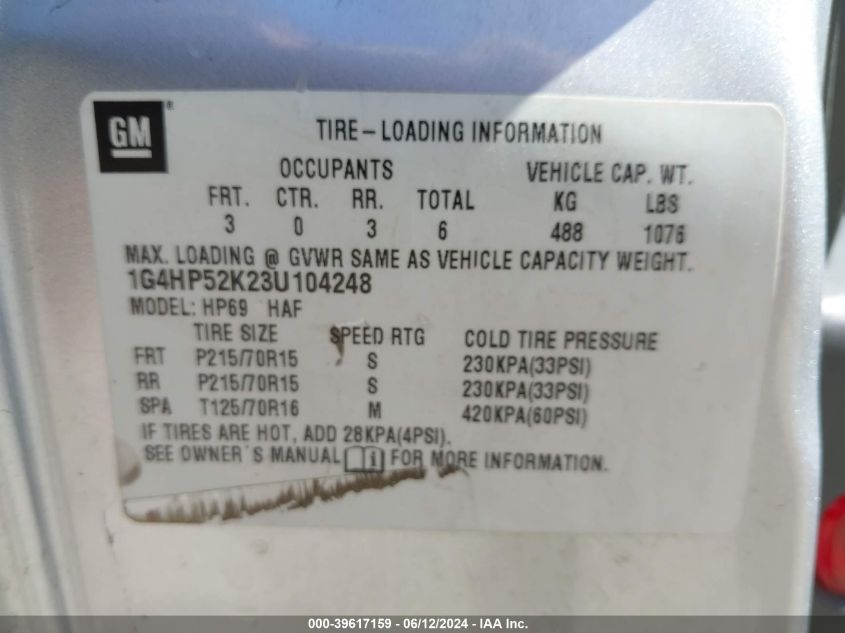 GM ®
TIRE-LOADING INFORMATION
OCCUPANTS VEHICLE CAP. WT.
FRT. CTR. RR. TOTAL KG LBS
3 0 3 6 488 1076
MAX. LOADING @ GVWR SAME AS VEHICLE CAPACITY WEIGHT.
1G4HP52K23U104248
MODEL: HP69 HAF
TIRE SIZE SPEED RTG COLD TIRE PRESSURE
FRT P215/70R15 S 230KPA(33PSI)
RR P215/70R15 S 230KPA(33PSI)
SPA T125/70R16 M 420KPA(60PSI)
IF TIRES ARE HOT, ADD 28KPA(4PSI).
SEE OWNER'S MANUAL i FOR MORE INFORMATION.
000-39617159 - 06/12/2024 - IAA Inc.